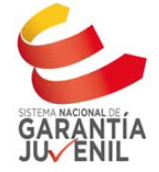 SISTEMA NACIONAL DE
GARANTÍA
JUVENIL